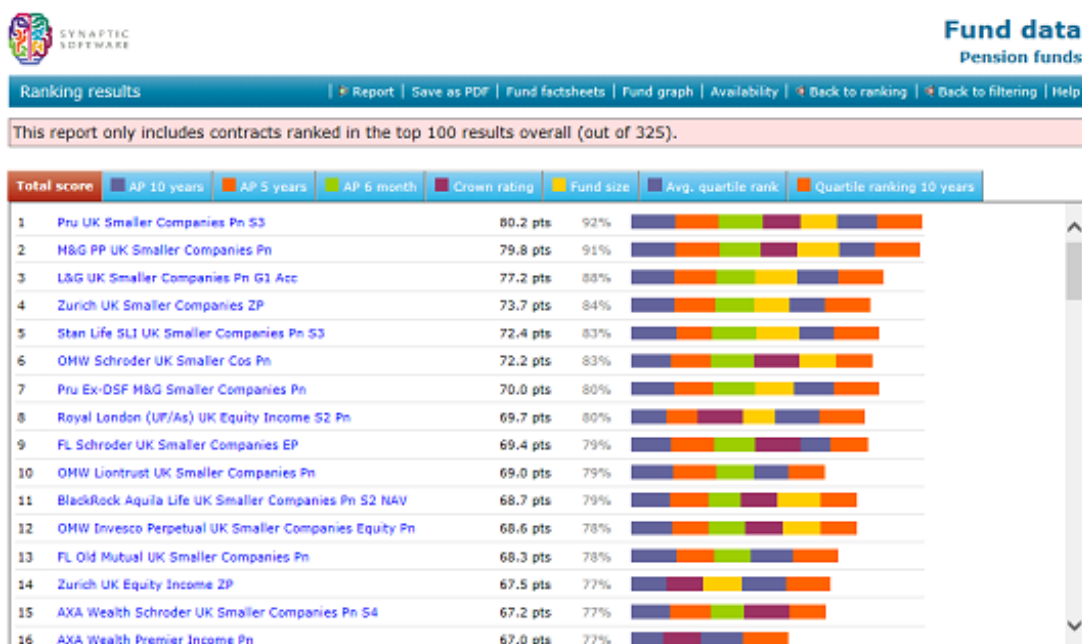 SYNAPTIC
SOFTWARE
Fund data
Pension funds
Ranking results | Report | Save as PDF | Fund factsheets | Fund graph | Availability | Back to ranking | Back to filtering | Help
This report only includes contracts ranked in the top 100 results overall (out of 325).
Total score AP 10 years AP 5 years AP 6 month Crown rating Fund size Avg. quartile rank Quartile ranking 10 years
1 Pru UK Smaller Companies Pn S3 80.2 pts 92%
2 M&G PP UK Smaller Companies Pn 79.8 pts 91%
3 L&G UK Smaller Companies Pn G1 Acc 77.2 pts 88%
4 Zurich UK Smaller Companies ZP 73.7 pts 84%
5 Stan Life SLI UK Smaller Companies Pn S3 72.4 pts 83%
6 OMW Schroder UK Smaller Cos Pn 72.2 pts 83%
7 Pru Ex-DSF M&G Smaller Companies Pn 70.0 pts 80%
8 Royal London (UF/As) UK Equity Income S2 Pn 69.7 pts 80%
9 FL Schroder UK Smaller Companies EP 69.4 pts 79%
10 OMW Liontrust UK Smaller Companies Pn 69.0 pts 79%
11 BlackRock Aquila Life UK Smaller Companies Pn S2 NAV 68.7 pts 79%
12 OMW Invesco Perpetual UK Smaller Companies Equity Pn 68.6 pts 78%
13 FL Old Mutual UK Smaller Companies Pn 68.3 pts 78%
14 Zurich UK Equity Income ZP 67.5 pts 77%
15 AXA Wealth Schroder UK Smaller Companies Pn S4 67.2 pts 77%
16 AXA Wealth Premier Income Pn 67.0 pts 77%